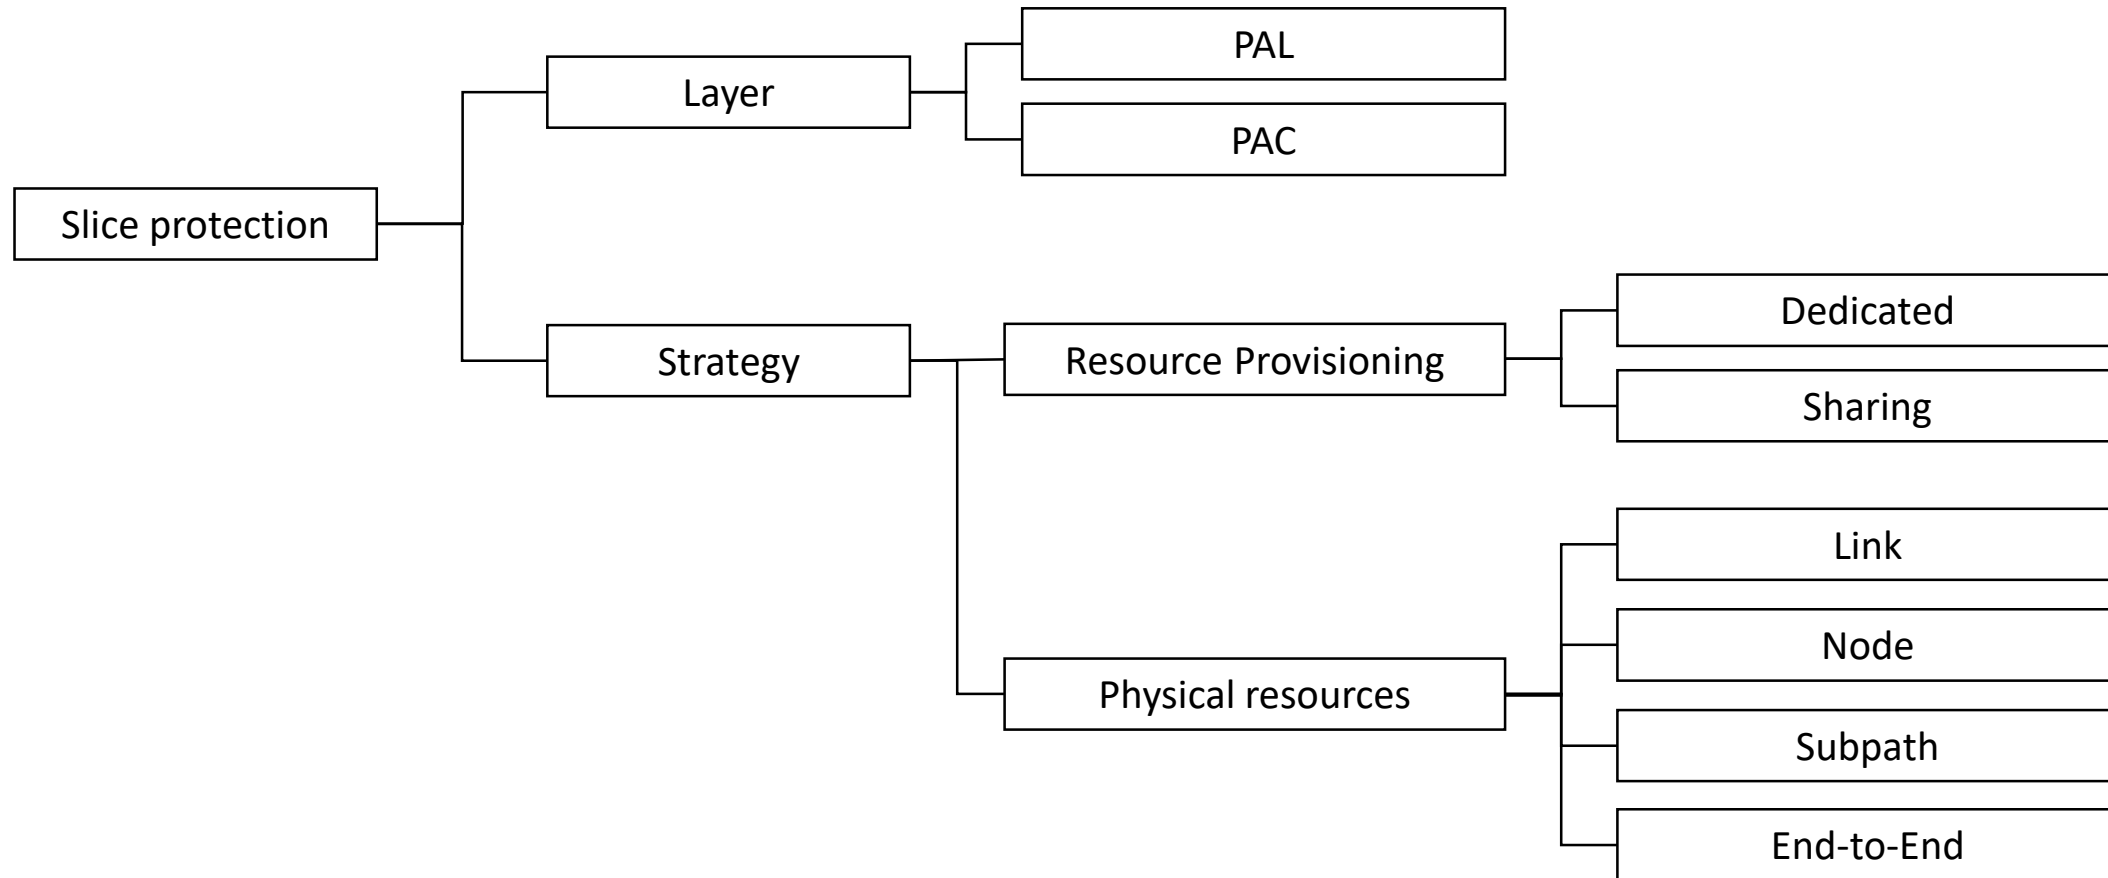 PAL
Layer
PAC
Slice protection
Dedicated
Strategy
Resource Provisioning
Sharing
Link
Node
Physical resources
Subpath
End-to-End